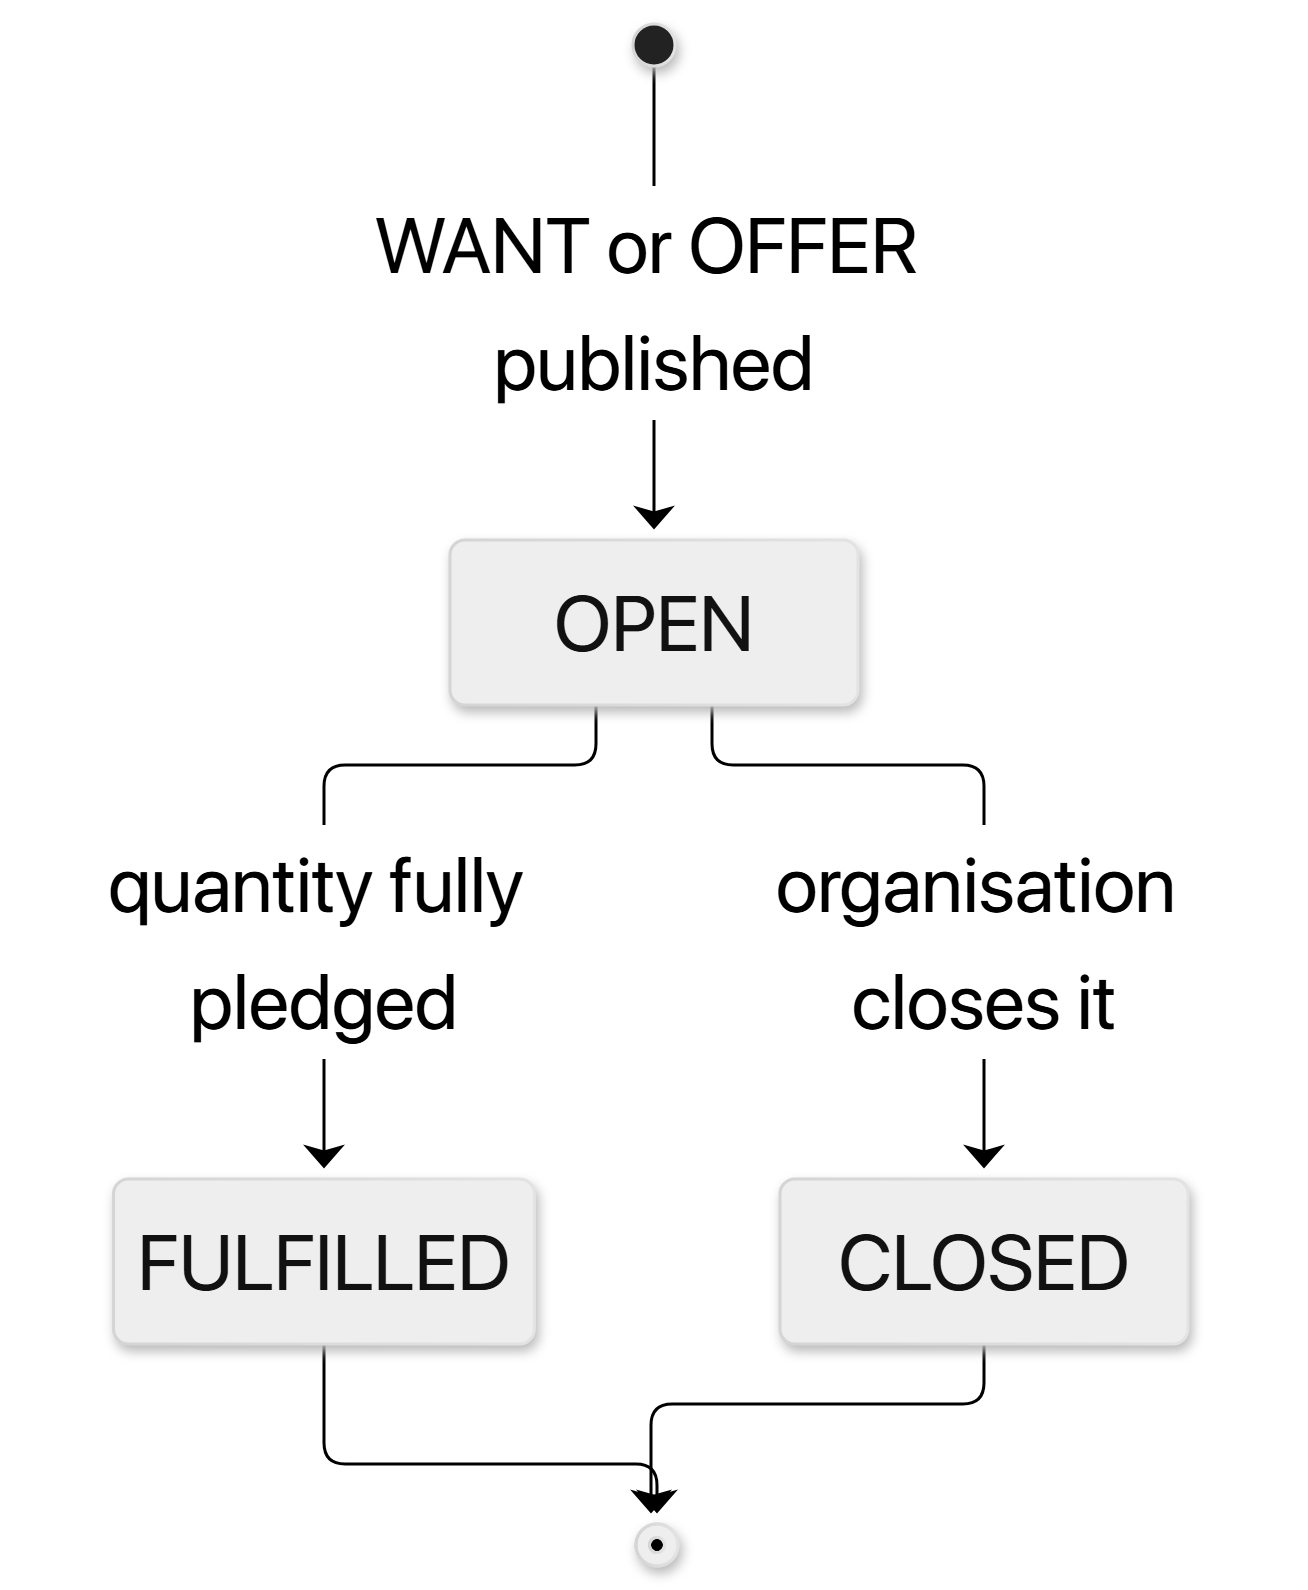 WANT or OFFER
published
OPEN
quantity fully
pledged
organisation
closes it
FULFILLED
CLOSED